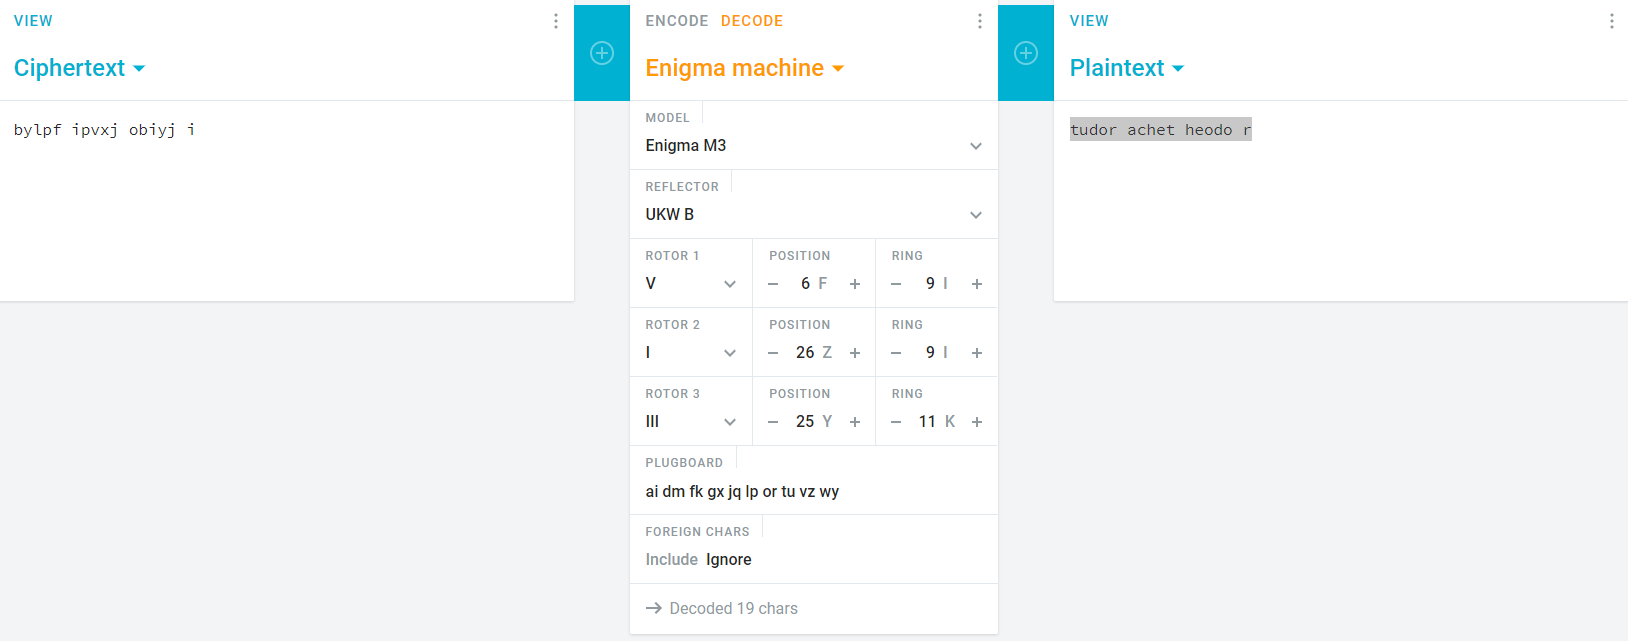 VIEW
Ciphertext
bylpf ipvxj obiyj i
ENCODE DECODE
Enigma machine
MODEL
Enigma M3
REFLECTOR
UKW B
ROTOR 1 POSITION RING
V − 6 F + − 9 I +
ROTOR 2 POSITION RING
I − 26 Z + − 9 I +
ROTOR 3 POSITION RING
III − 25 Y + − 11 K +
PLUGBOARD
ai dm fk gx jq lp or tu vz wy
FOREIGN CHARS
Include Ignore
→ Decoded 19 chars
VIEW
Plaintext
tudor achet heodo r